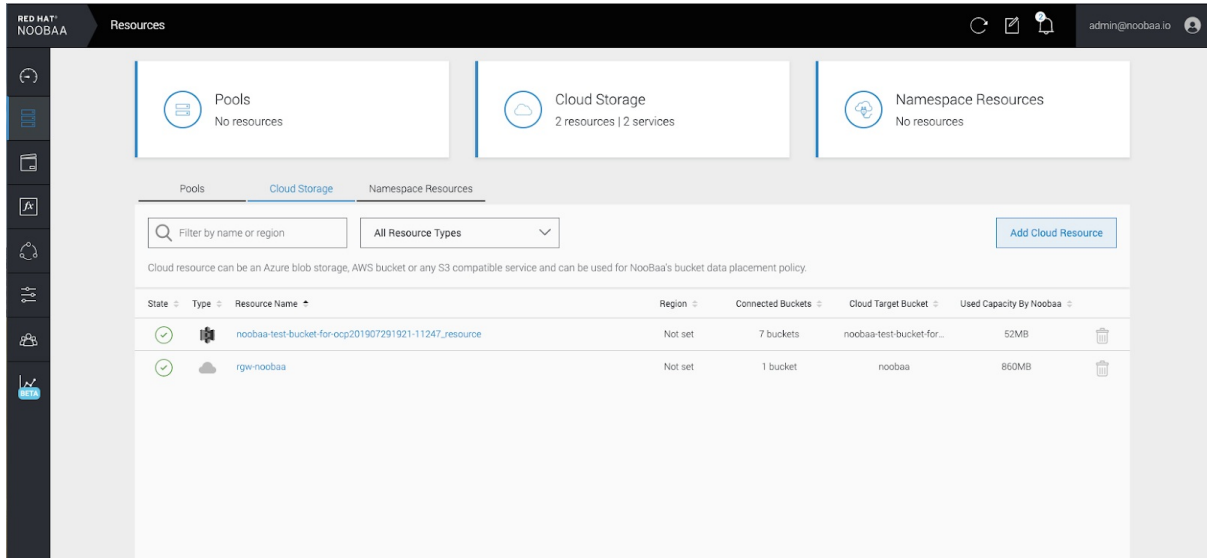 RED HAT®
NOOBAA
Resources
2
admin@noobaa.io
Pools
No resources
Cloud Storage
2 resources | 2 services
Namespace Resources
No resources
Pools Cloud Storage Namespace Resources
Filter by name or region
All Resource Types
Add Cloud Resource
Cloud resource can be an Azure blob storage, AWS bucket or any S3 compatible service and can be used for NooBaa's bucket data placement policy.
State Type Resource Name Region Connected Buckets Cloud Target Bucket Used Capacity By Noobaa
noobaa-test-bucket-for-ocp201907291921-11247_resource Not set 7 buckets noobaa-test-bucket-for... 52MB
rgw-noobaa Not set 1 bucket noobaa 860MB
fx
BETA